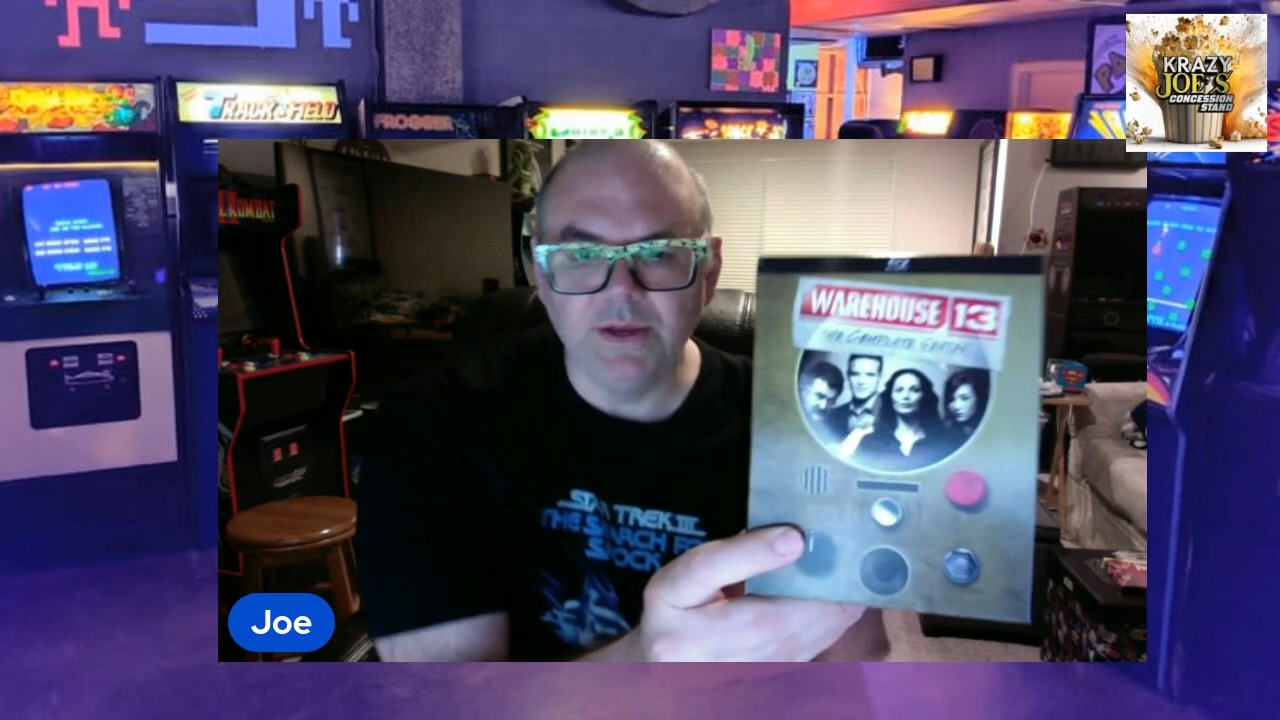 TRACK & FIELD
FROGGER
KRAZY
JOE'S
CONCESSION
STAND
KOMBAT
II
WAREHOUSE 13
THE COMPLETE SERIES
STAR TREK III
THE SEARCH FOR
SPOCK
Joe